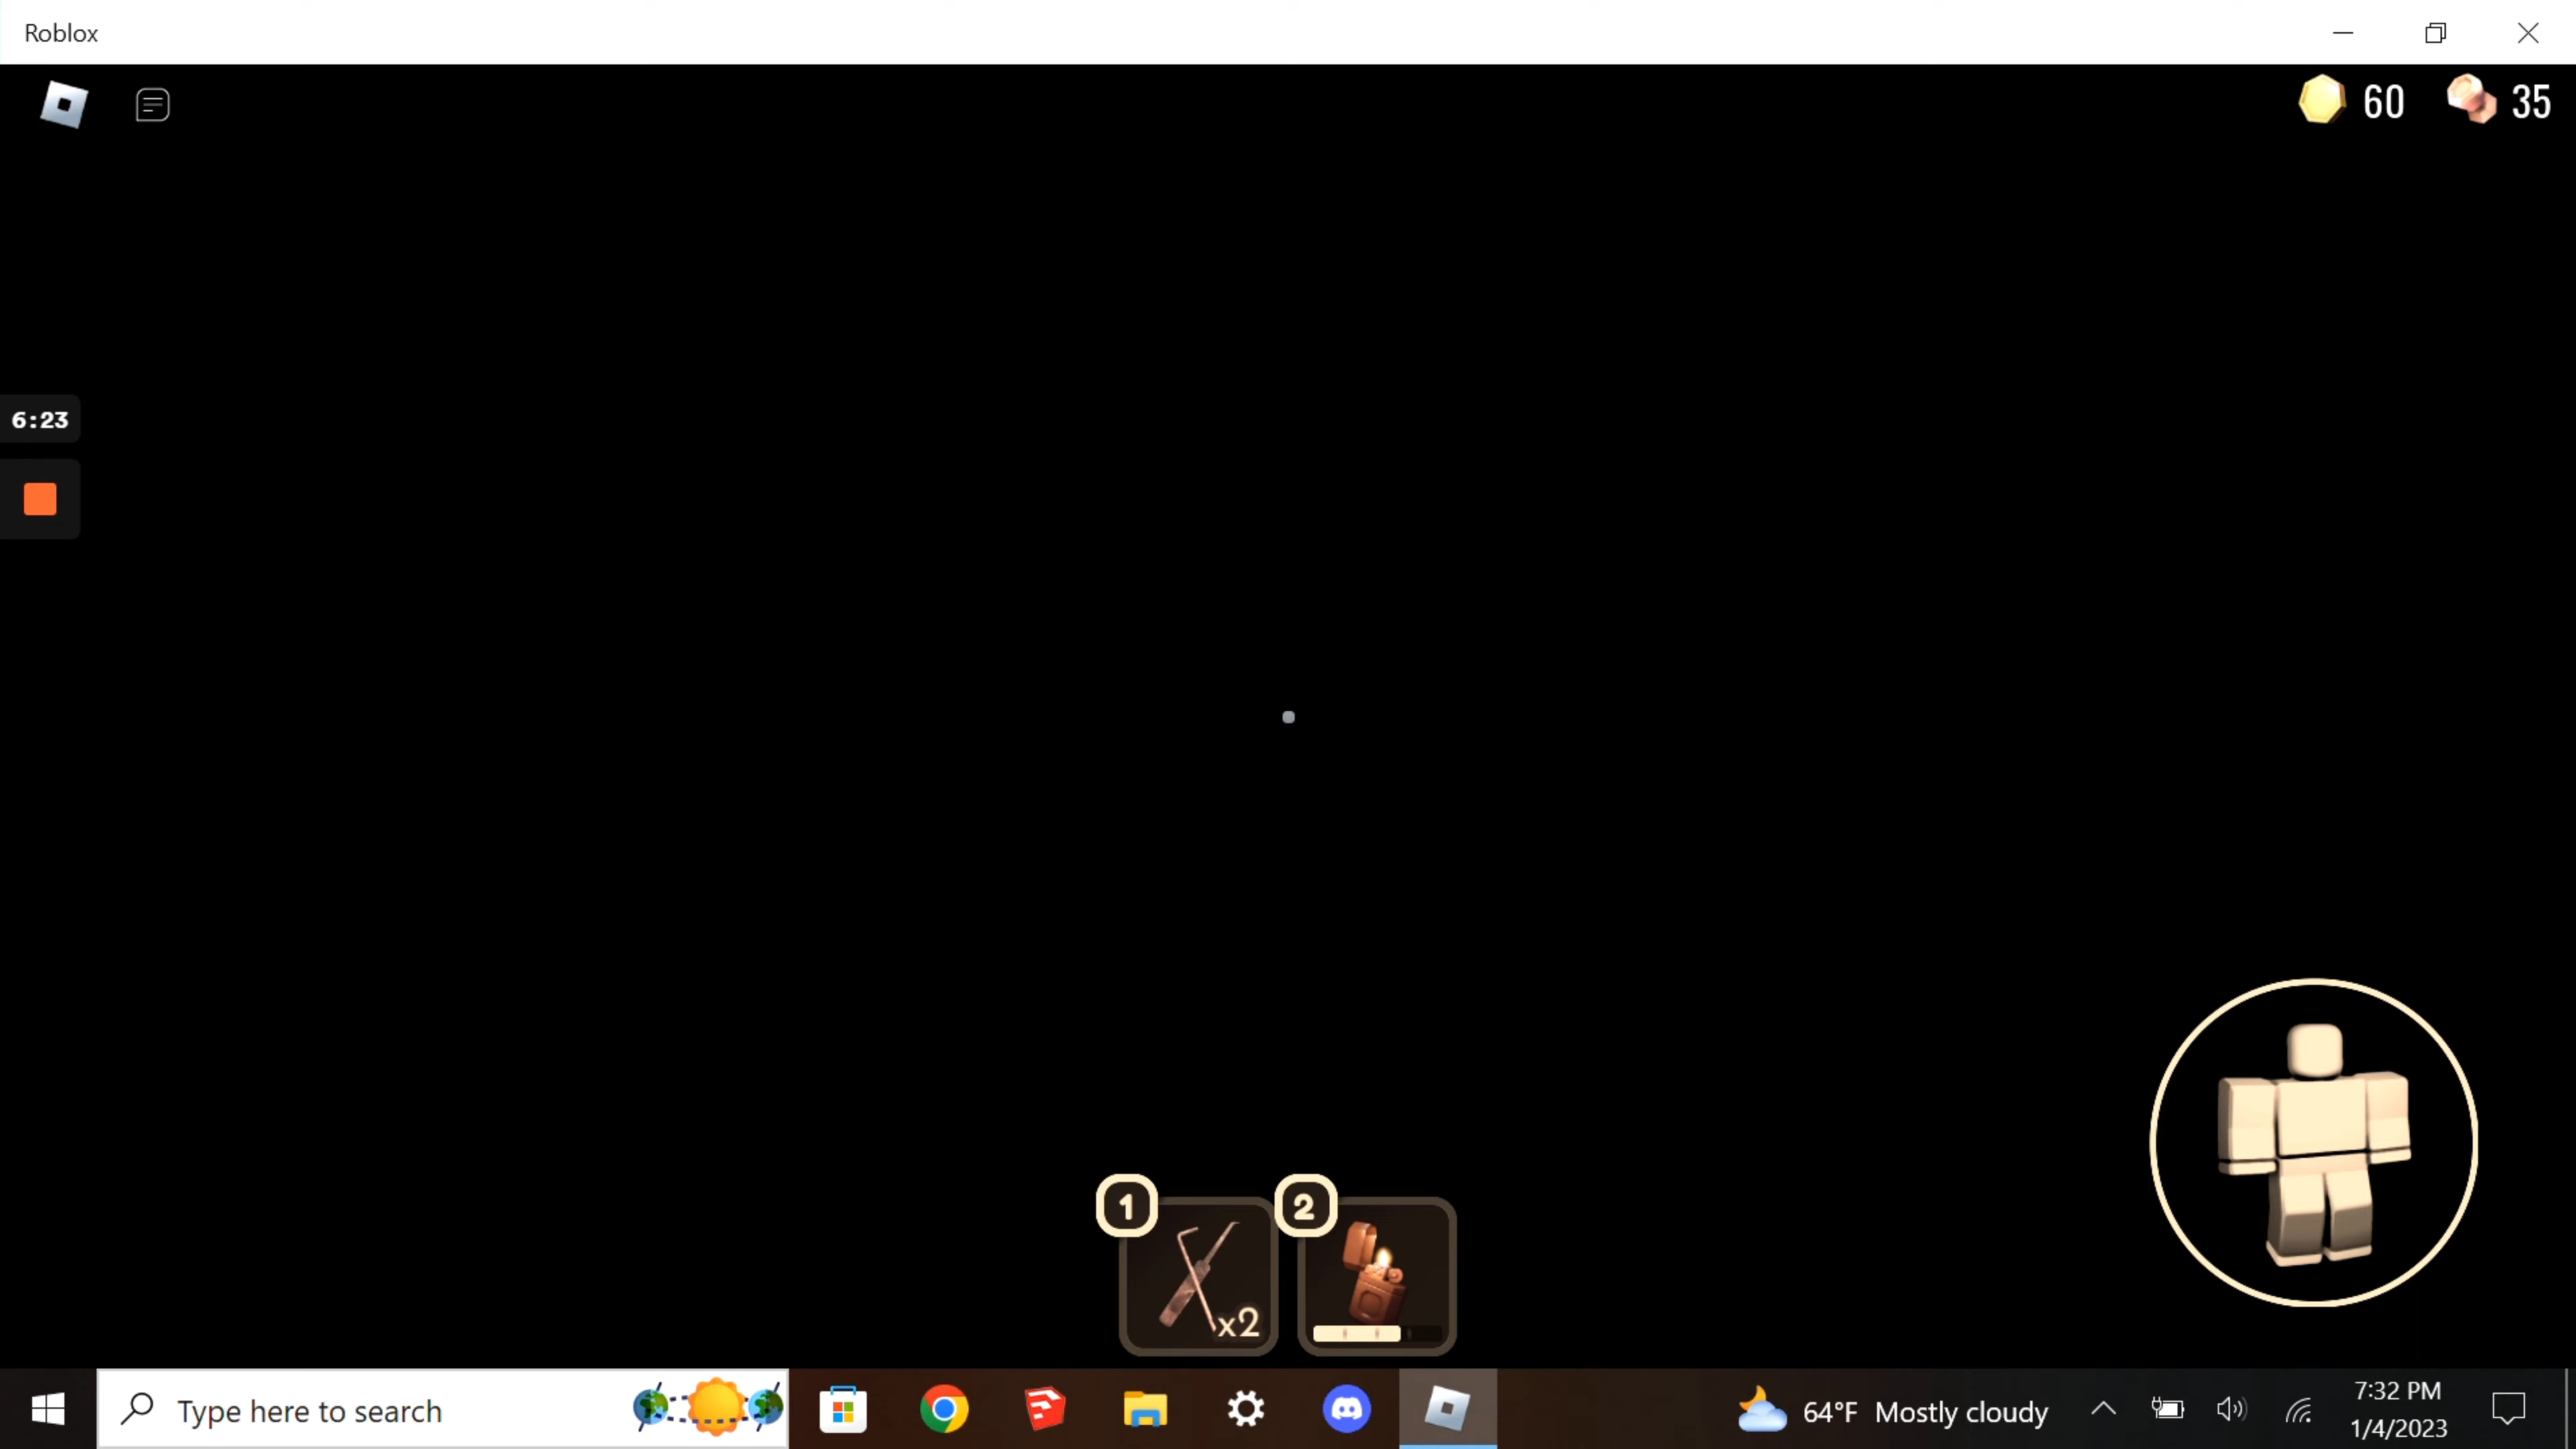 Roblox
60
35
6:23
1
2
x2
Type here to search
64°F Mostly cloudy
7:32 PM
1/4/2023